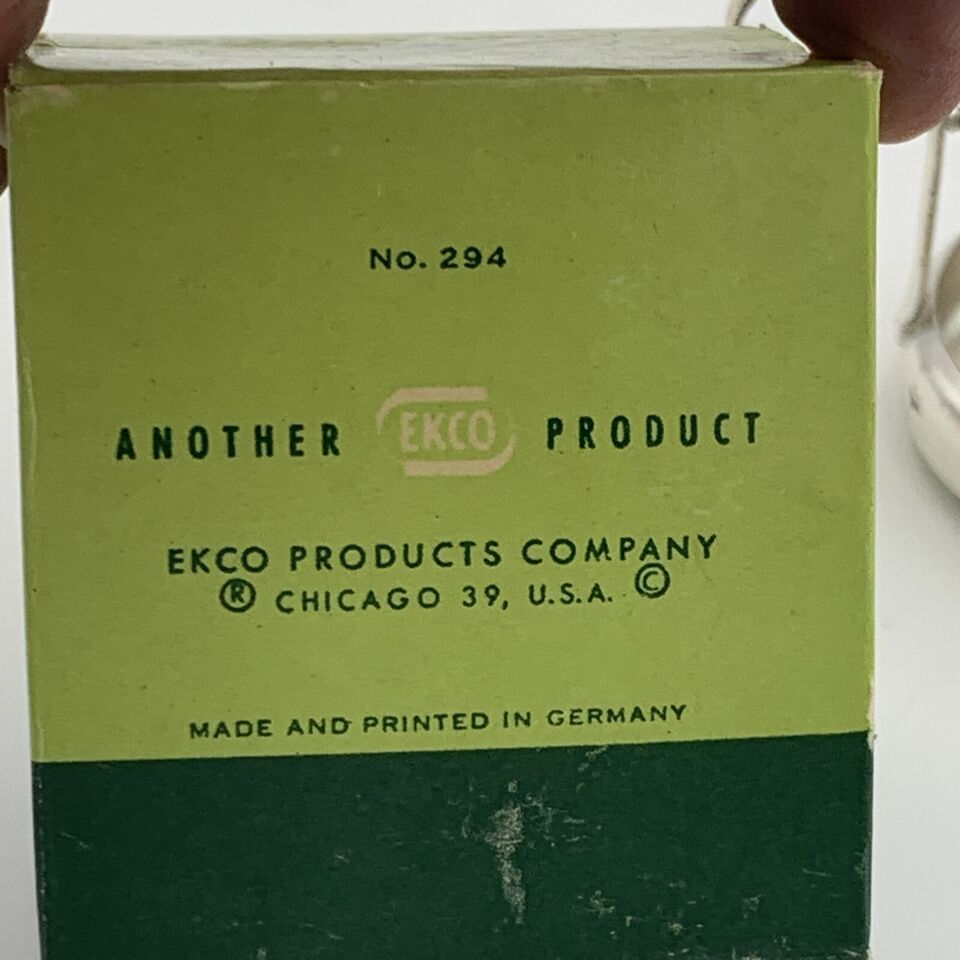 No. 294
ANOTHER EKCO PRODUCT
EKCO PRODUCTS COMPANY
® CHICAGO 39, U.S.A. ©
MADE AND PRINTED IN GERMANY